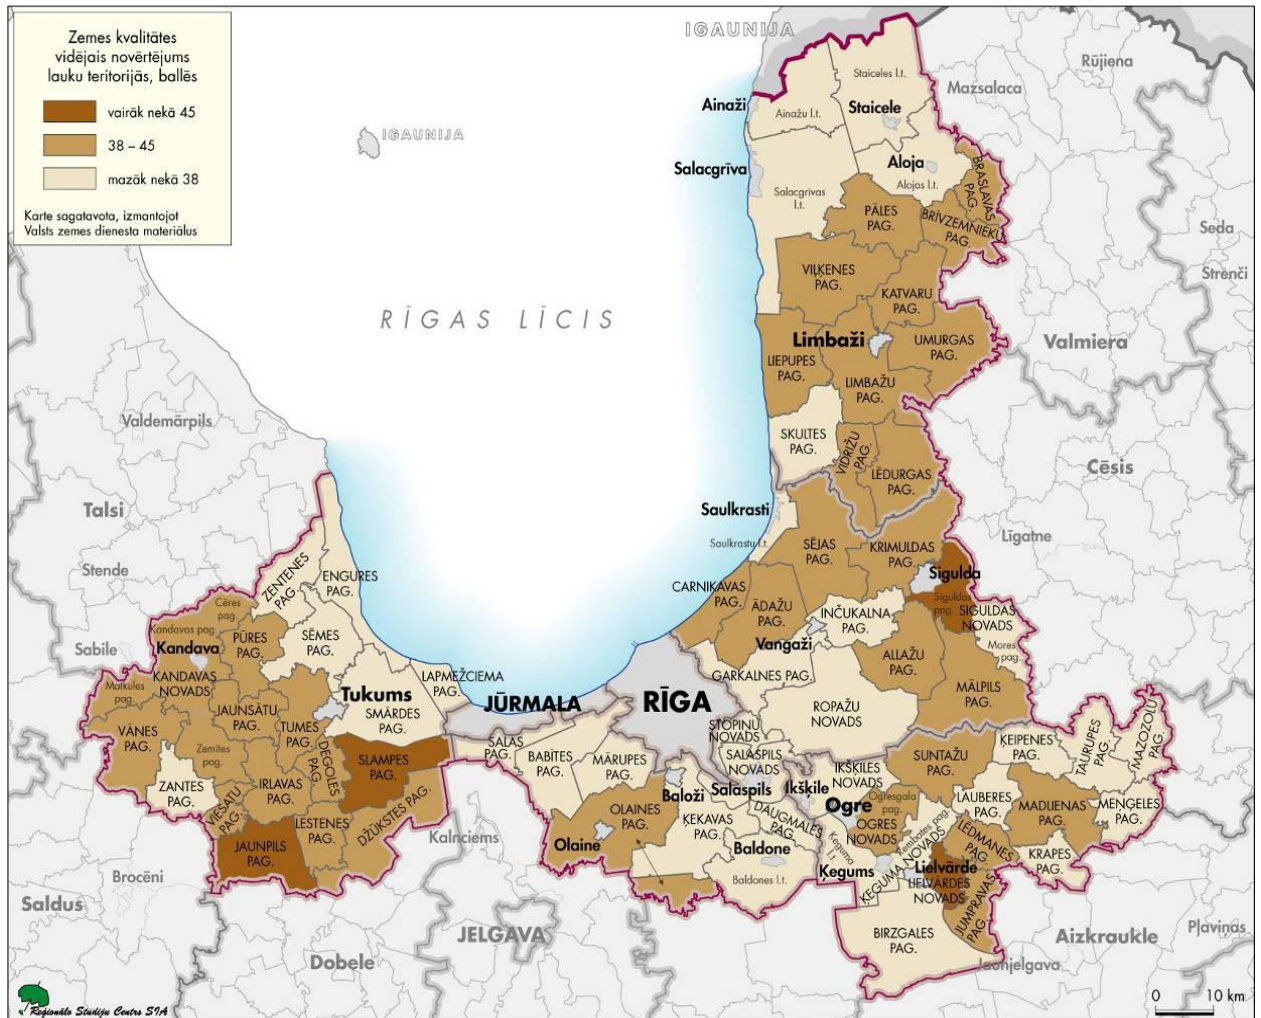 Zemes kvalitātes
vidējais novērtējums
lauku teritorijās, ballēs
vairāk nekā 45
38 – 45
mazāk nekā 38
Karte sagatavota, izmantojot
Valsts zemes dienesta materiālus
IGAUNIJA
IGAUNIJA
RĪGAS LĪCIS
Rūjiena
Mazsalaca
Staiceles l.t.
Ainaži
Staicele
Ainažu l.t.
Aloja
Alojas l.t.
BRASLAVAS
PAG.
Salacgrīva
Salacgrīvas
l.t.
PĀLES
PAG.
BRĪVZEMNIEKU
PAG.
Seda
Strenči
VIĻĶENES
PAG.
KATVARU
PAG.
Limbaži
UMURGAS
PAG.
Valmiera
LIEPUPES
PAG.
LIMBAŽU
PAG.
SKULTES
PAG.
VIDRIŽU
PAG.
LĒDURGAS
PAG.
Cēsis
Valdemārpils
Talsi
Stende
Sabile
Saulkrasti
Saulkrastu l.t.
SĒJAS
PAG.
KRIMULDAS
PAG.
Līgatne
Sigulda
Siguldas
pag.
SIGULDAS
NOVADS
Mores
pag.
CARNIKAVAS
PAG.
ĀDAŽU
PAG.
INČUKALNA
PAG.
Vangaži
ALLAŽU
PAG.
GARKALNES PAG.
MĀLPILS
PAG.
ROPAŽU
NOVADS
ZENTENES
PAG.
ENGURES
PAG.
Cēres
pag.
Kandavas pag.
PŪRES
PAG.
SĒMES
PAG.
Kandava
KANDAVAS
NOVADS
Matkules
pag.
LAPMEŽCIEMA
PAG.
Tukums
SMĀRDES
PAG.
JAUNSĀTU
PAG.
TUMES
PAG.
VĀNES
PAG.
Zemītes
pag.
DEGOLES
PAG.
SLAMPES
PAG.
ZANTES
PAG.
IRLAVAS
PAG.
VIESATU
PAG.
LESTENES
PAG.
DŽŪKSTES PAG.
JAUNPILS
PAG.
JŪRMALA
RĪGA
SALAS
PAG.
BABĪTES
PAG.
MĀRUPES
PAG.
STOPIŅU
NOVADS
SALASPILS
NOVADS
Salaspils
Baloži
OLAINES
PAG.
Olaine
ĶEKAVAS
PAG.
DAUGMALES
PAG.
Baldone
Baldones l.t.
Ikšķile
IKŠĶILES
NOVADS
Ogre
Ogresgala
pag.
OGRES
NOVADS
SUNTAŽU
PAG.
ĶEIPENES
PAG.
TAURUPES
PAG.
MAZOZOLU
PAG.
LAUBERES
PAG.
MADLIENAS
PAG.
MEŅĢELES
PAG.
Ķeguma
l.t.
Rembates pag.
ĶEGUMA NOVADS
Ķegums
LĒDMANES
PAG.
KRAPES
PAG.
Lielvārde
LIELVĀRDES
NOVADS
JUMPRAVAS
PAG.
BIRZGALES
PAG.
Kalnciems
Brocēni
Saldus
Dobele
JELGAVA
Aizkraukle
Jaunjelgava
Pļaviņas
0 10 km
Reģionālo Studiju Centrs SIA